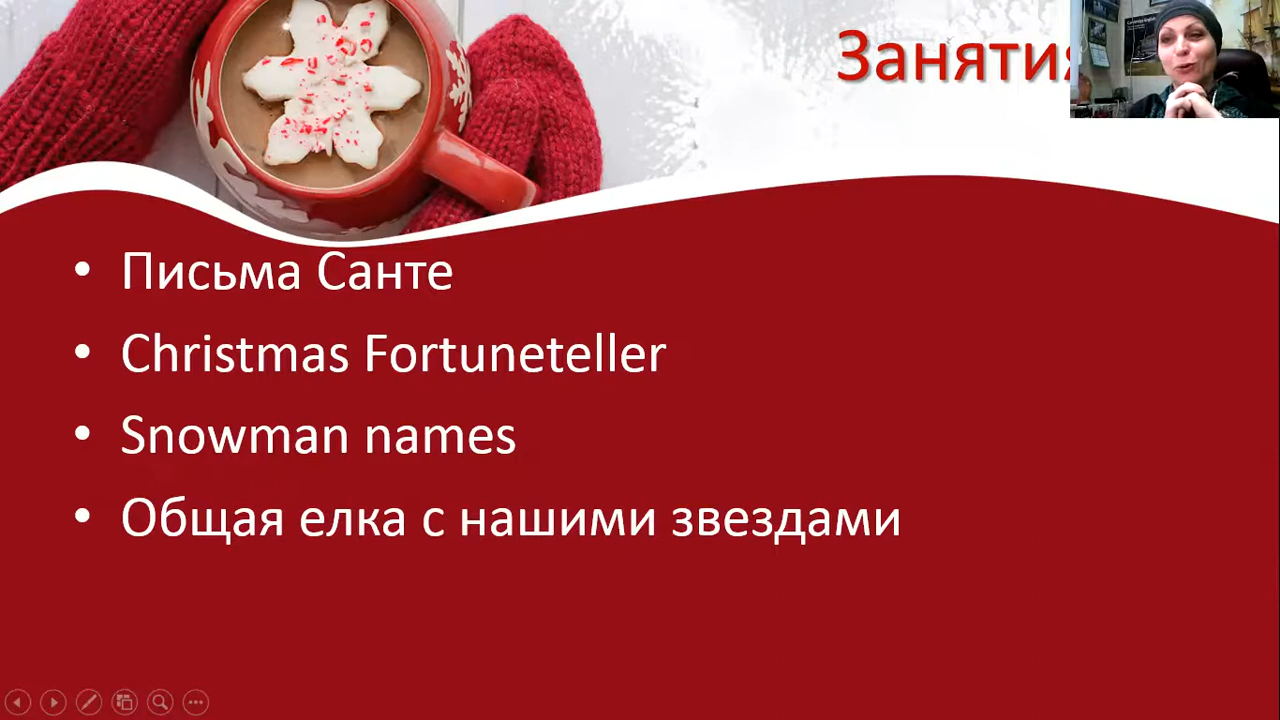 Занятия
Письма Санте
Christmas Fortuneteller
Snowman names
Общая елка с нашими звездами